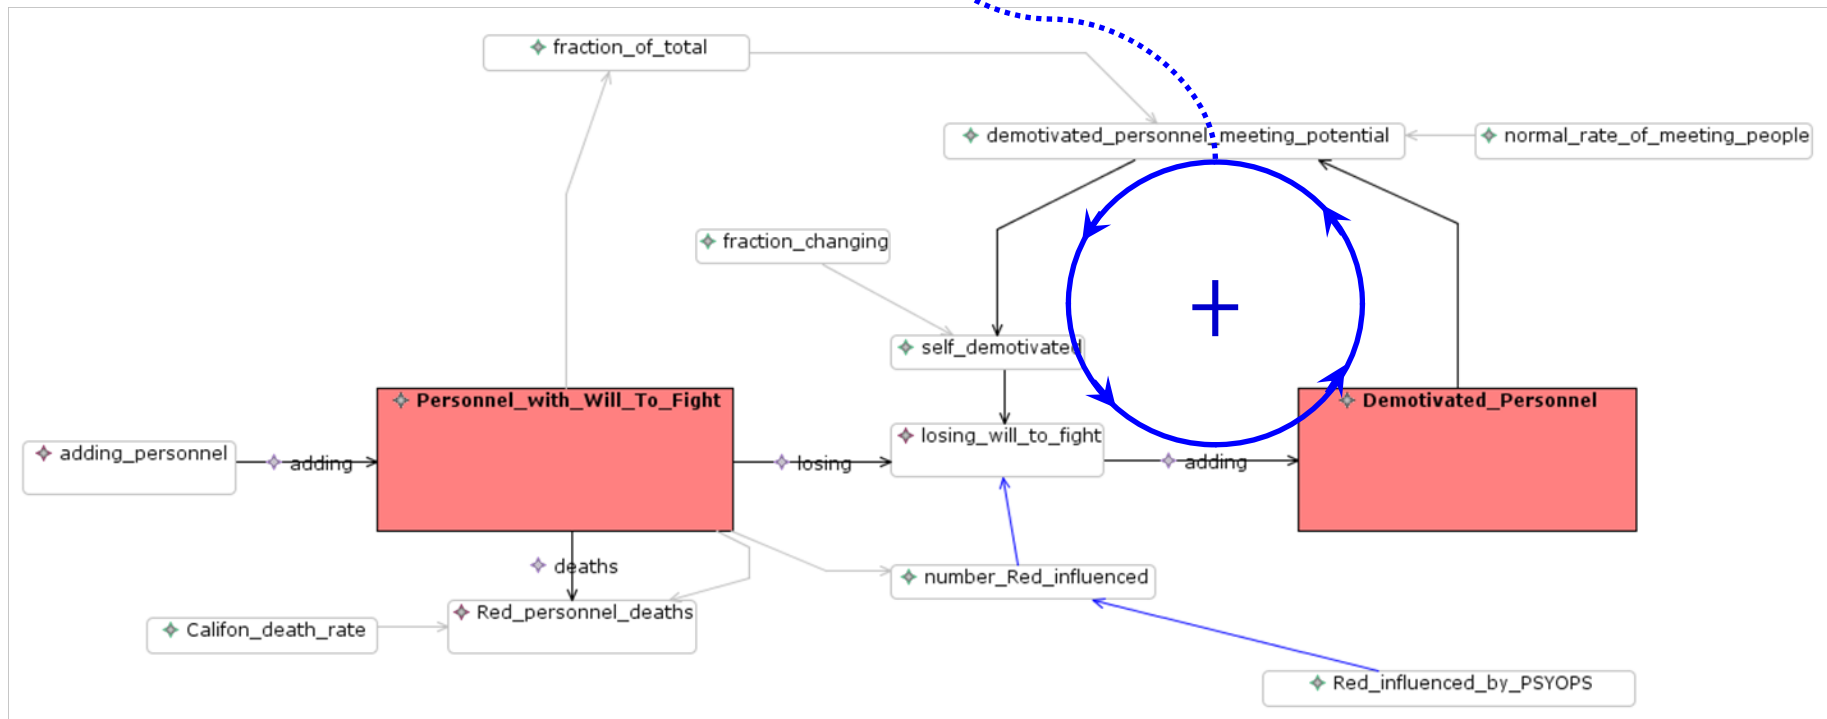 fraction_of_total
demotivated_personnel_meeting_potential
normal_rate_of_meeting_people
fraction_changing
self_demotivated
Personnel_with_Will_To_Fight
Demotivated_Personnel
losing_will_to_fight
adding_personnel
adding
losing
adding
deaths
number_Red_influenced
Red_personnel_deaths
Califon_death_rate
Red_influenced_by_PSYOPS
+